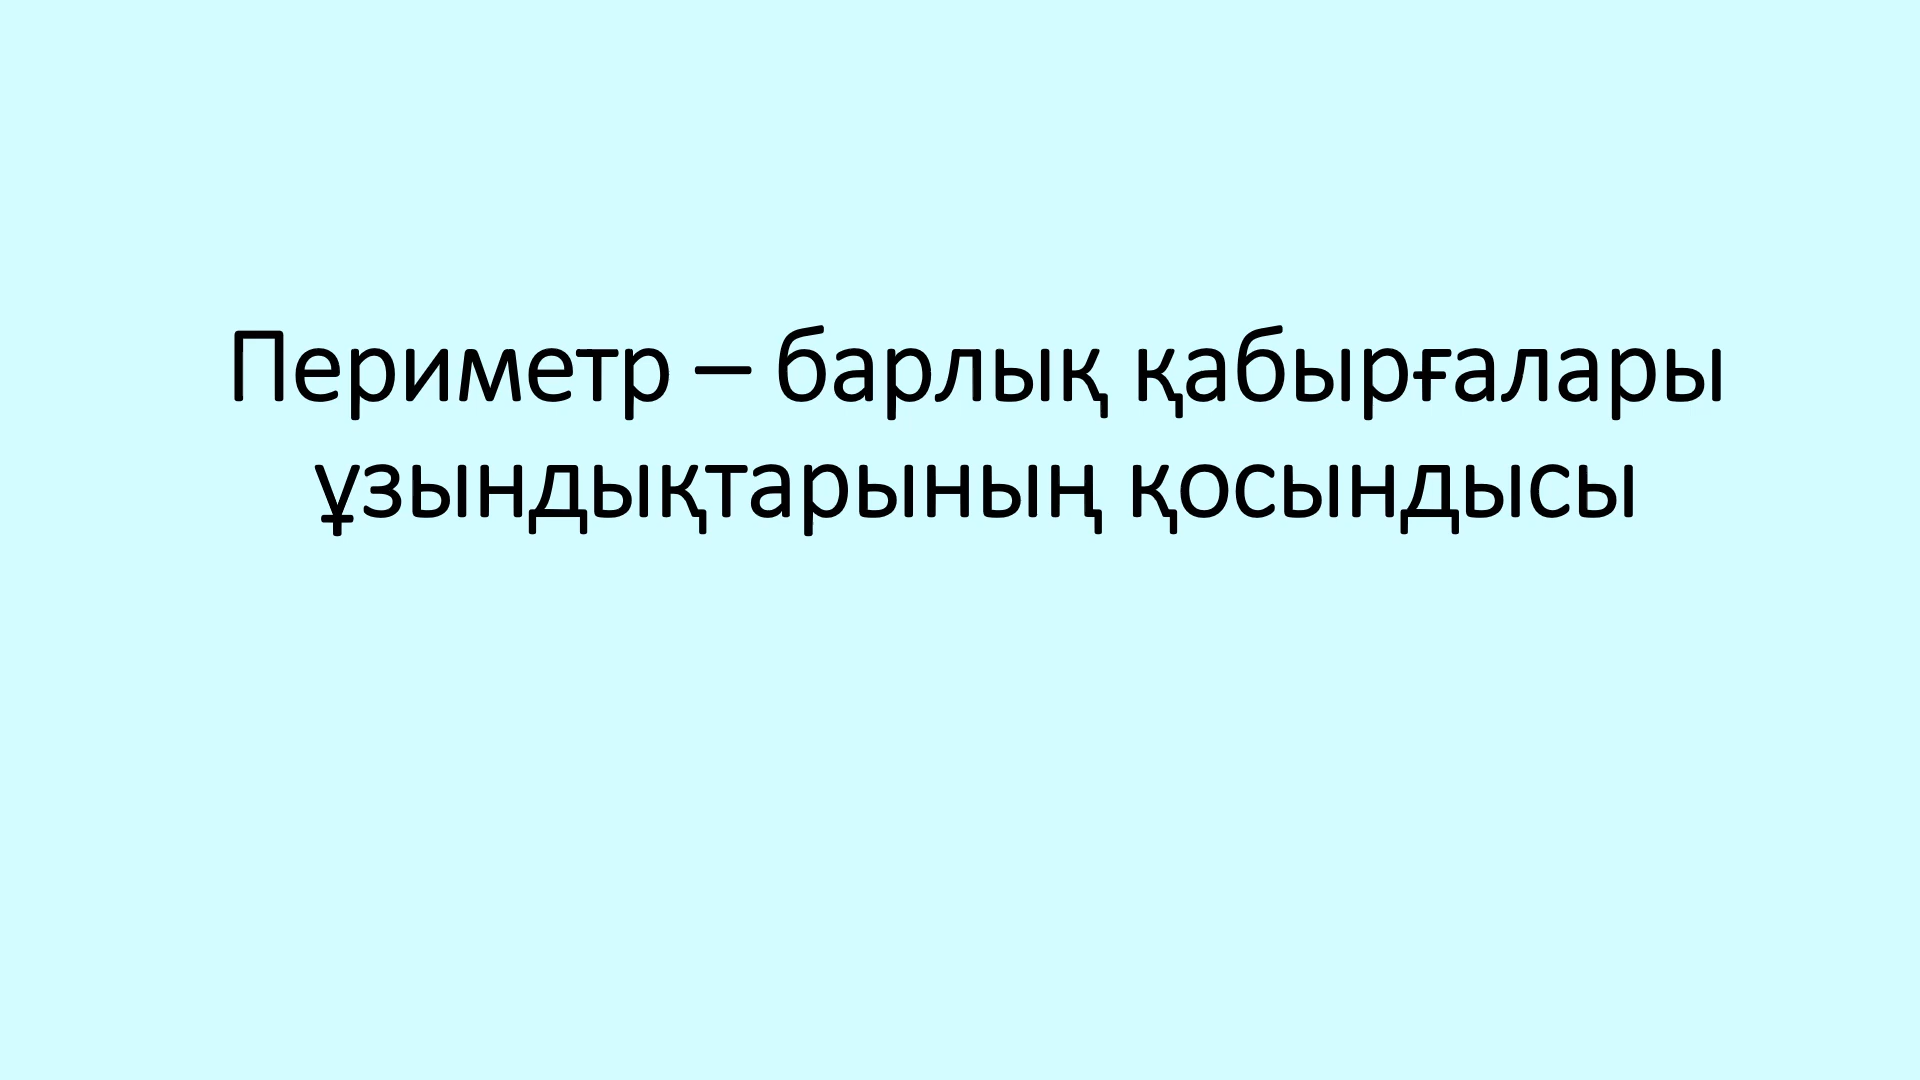 Периметр – барлық қабырғалары
ұзындықтарының қосындысы